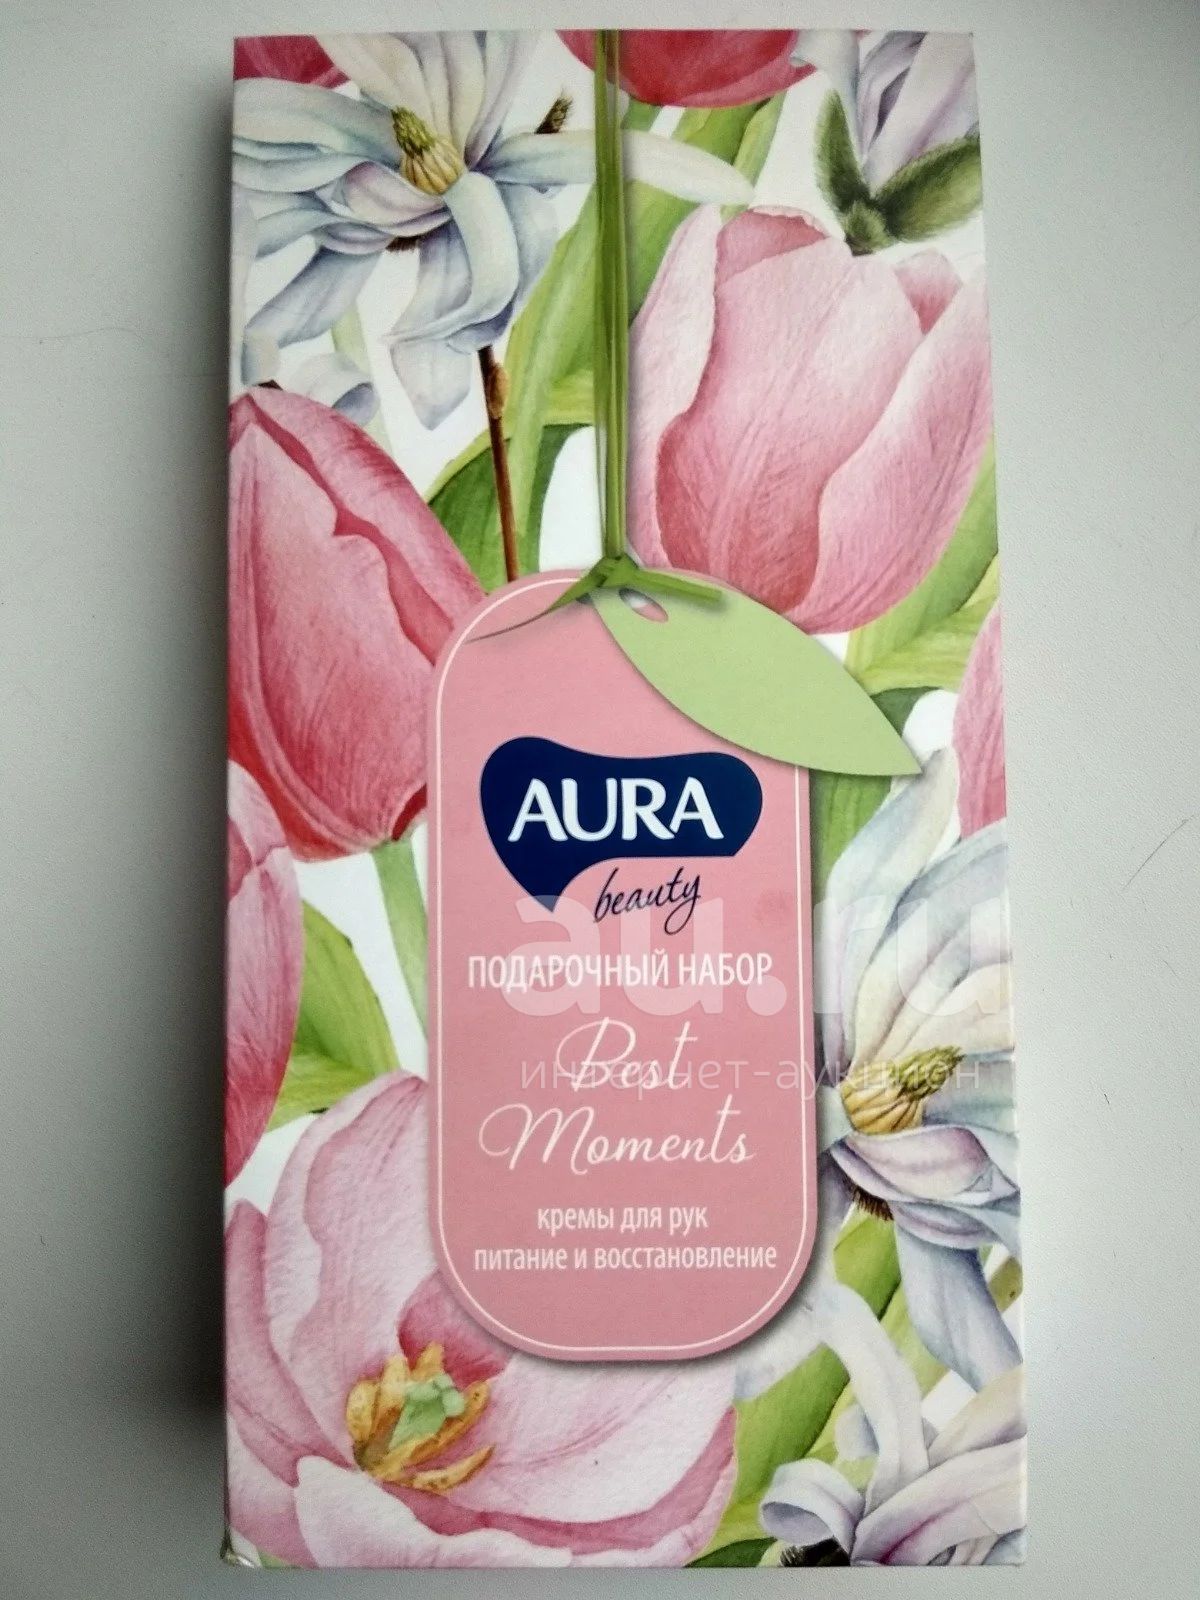 AURA
beauty
ПОДАРОЧНЫЙ НАБОР
Best
Moments
кремы для рук
питание и восстановление
au.ru
интернет-аукцион